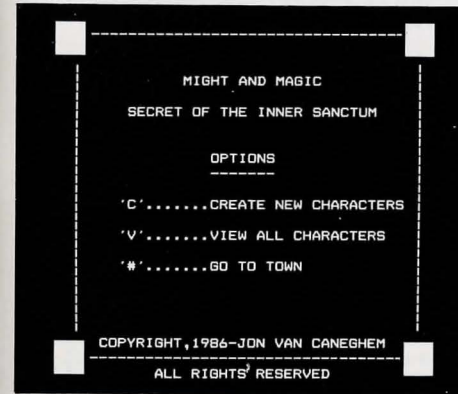 MIGHT AND MAGIC
SECRET OF THE INNER SANCTUM
OPTIONS
'C'.......CREATE NEW CHARACTERS
'V'.......VIEW ALL CHARACTERS
'#'.......GO TO TOWN
COPYRIGHT,1986-JON VAN CANEGHEM
ALL RIGHTS RESERVED